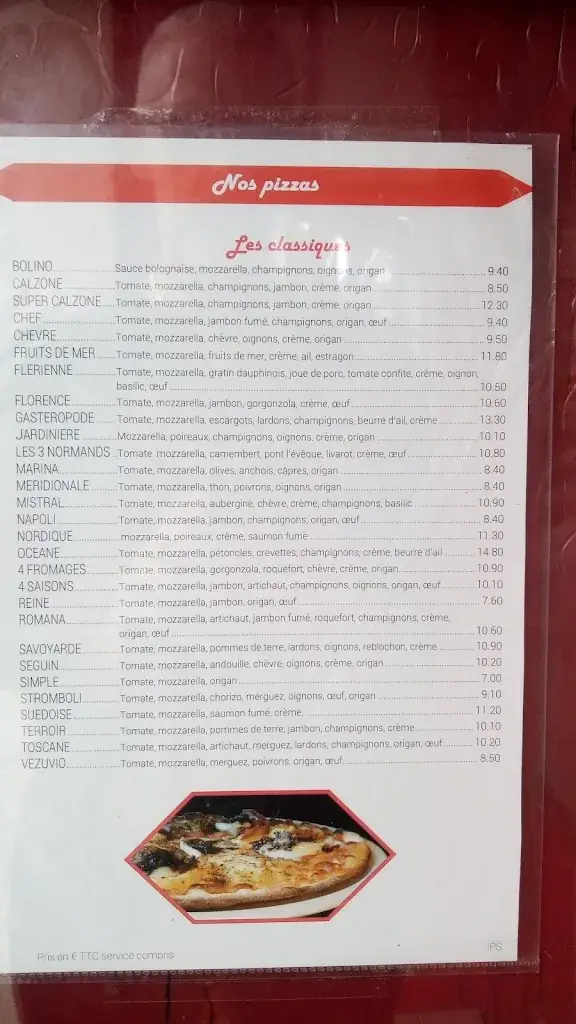 Nos pizzas
Les classiques
BOLINO....................Sauce bolognaise, mozzarella, champignons, oignons, origan....................9.40
CALZONE....................Tomate, mozzarella, champignons, jambon, crème, origan....................8.50
SUPER CALZONE....................Tomate, mozzarella, champignons, jambon, crème, origan....................12.30
CHEF....................Tomate, mozzarella, jambon fumé, champignons, origan, œuf....................9.40
CHEVRE....................Tomate, mozzarella, chèvre, oignons, crème, origan....................9.50
FRUITS DE MER....................Tomate, mozzarella, fruits de mer, crème, ail, estragon....................11.80
FLERIENNE....................Tomate, mozzarella, gratin dauphinois, joue de porc, tomate confite, crème, oignon,
basilic, œuf....................10.50
FLORENCE....................Tomate, mozzarella, jambon, gorgonzola, crème, œuf....................10.60
GASTEROPODE....................Tomate, mozzarella, escargots, lardons, champignons, beurre d'ail, crème....................13.30
JARDINIERE....................Mozzarella, poireaux, champignons, oignons, crème, origan....................10.10
LES 3 NORMANDS..Tomate, mozzarella, camembert, pont l'évêque, livarot, crème, œuf....................10.80
MARINA....................Tomate, mozzarella, olives, anchois, câpres, origan....................8.40
MERIDIONALE....................Tomate, mozzarella, thon, poivrons, oignons, origan....................8.40
MISTRAL....................Tomate, mozzarella, aubergine, chèvre, crème, champignons, basilic....................10.90
NAPOLI....................Tomate, mozzarella, jambon, champignons, origan, œuf....................8.40
NORDIQUE....................mozzarella, poireaux, crème, saumon fumé....................11.30
OCEANE....................Tomate, mozzarella, pétoncles, crevettes, champignons, crème, beurre d'ail....................14.80
4 FROMAGES....................Tomate, mozzarella, gorgonzola, roquefort, chèvre, crème, origan....................10.90
4 SAISONS....................Tomate, mozzarella, jambon, artichaut, champignons, oignons, origan, œuf....................10.10
REINE....................Tomate, mozzarella, jambon, origan, œuf....................7.60
ROMANA....................Tomate, mozzarella, artichaut, jambon fumé, roquefort, champignons, crème,
origan, œuf....................10.60
SAVOYARDE....................Tomate, mozzarella, pommes de terre, lardons, oignons, reblochon, crème....................10.90
SEGUIN....................Tomate, mozzarella, andouille, chèvre, oignons, crème, origan....................10.20
SIMPLE....................Tomate, mozzarella, origan....................7.00
STROMBOLI....................Tomate, mozzarella, chorizo, merguez, oignons, œuf, origan....................9.10
SUEDOISE....................Tomate, mozzarella, saumon fumé, crème....................11.20
TERROIR....................Tomate, mozzarella, pommes de terre, jambon, champignons, crème....................10.10
TOSCANE....................Tomate, mozzarella, artichaut, merguez, lardons, champignons, origan, œuf....................10.20
VEZUVIO....................Tomate, mozzarella, merguez, poivrons, origan, œuf....................8.50
Prix en € TTC service compris
IPS